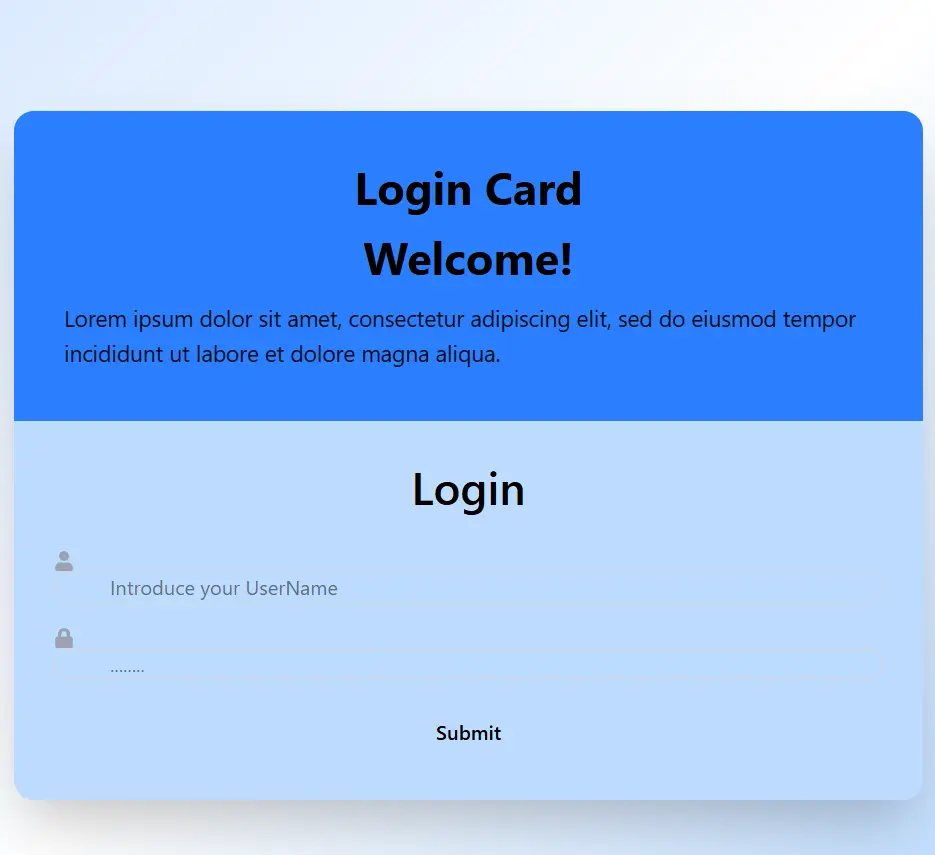 Login Card
Welcome!
Lorem ipsum dolor sit amet, consectetur adipiscing elit, sed do eiusmod tempor
incididunt ut labore et dolore magna aliqua.
Login
Introduce your UserName
........
Submit